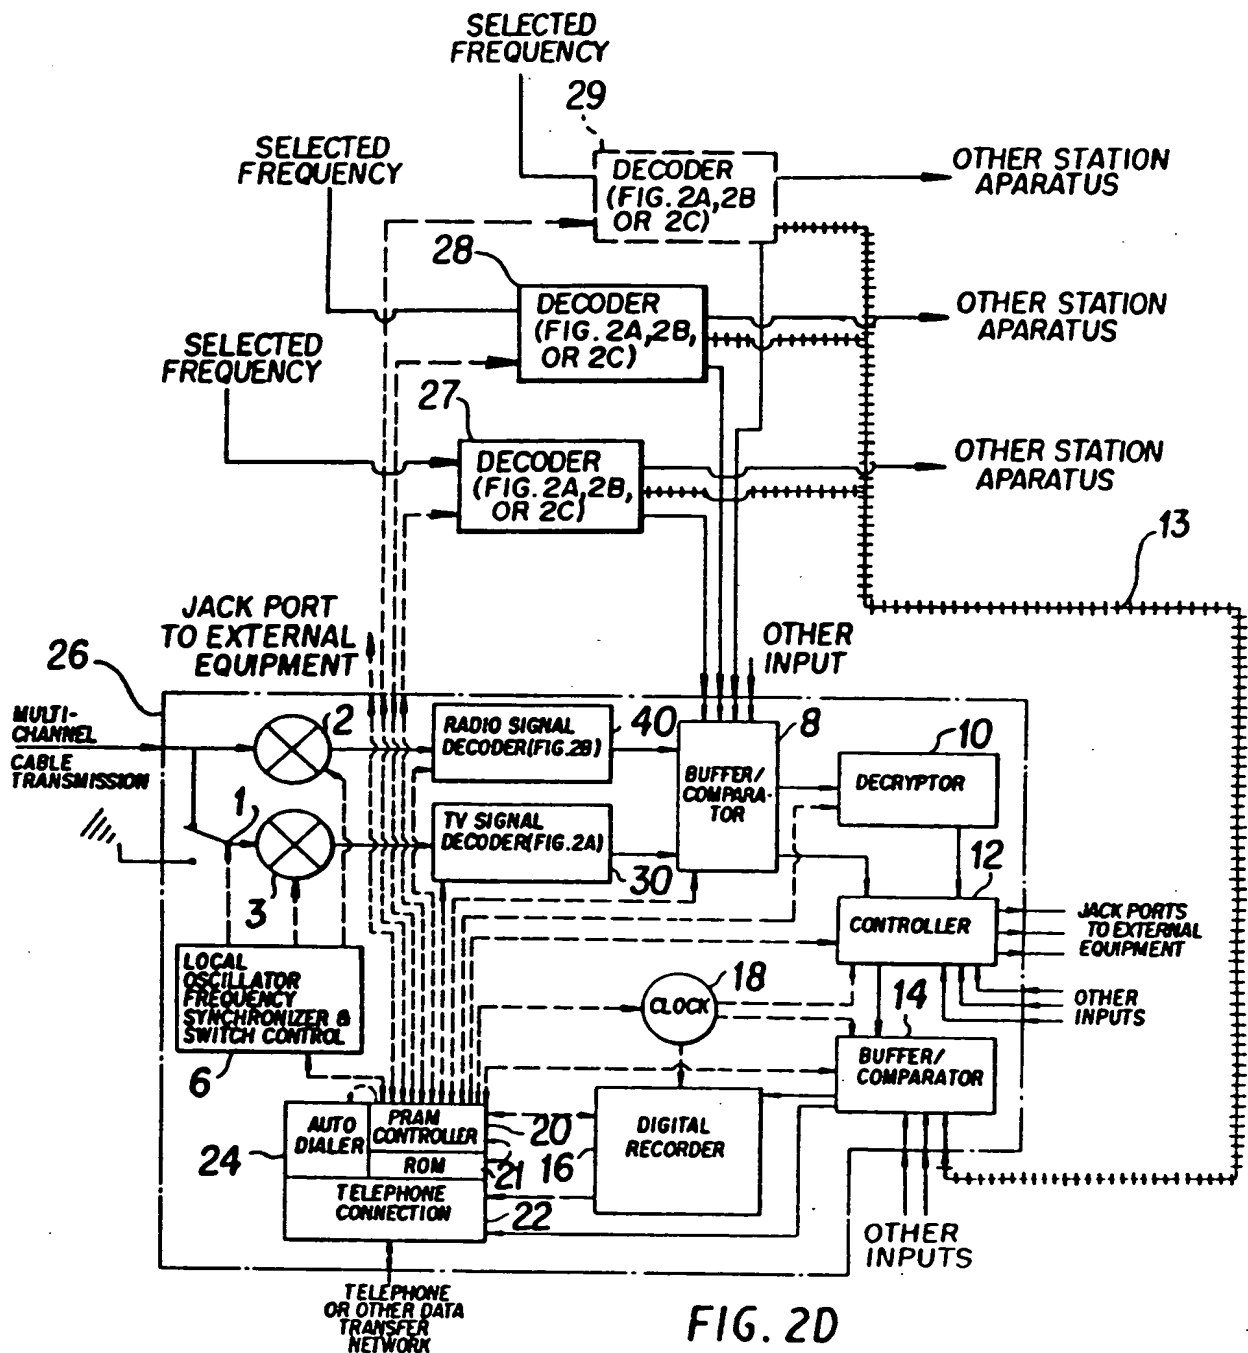 SELECTED
FREQUENCY
29
SELECTED
FREQUENCY
DECODER
(FIG. 2A, 2B
OR 2C)
OTHER STATION
APARATUS
28
DECODER
(FIG. 2A, 2B,
OR 2C)
OTHER STATION
APARATUS
SELECTED
FREQUENCY
27
DECODER
(FIG. 2A, 2B,
OR 2C)
OTHER STATION
APARATUS
13
JACK PORT
TO EXTERNAL
EQUIPMENT
OTHER
INPUT
26
MULTI-
CHANNEL
CABLE
TRANSMISSION
2
RADIO SIGNAL
DECODER (FIG. 2B)
40
8
BUFFER/
COMPARA-
TOR
10
DECRYPTOR
1
3
TV SIGNAL
DECODER (FIG. 2A)
30
12
CONTROLLER
JACK PORTS
TO EXTERNAL
EQUIPMENT
OTHER
INPUTS
LOCAL
OSCILLATOR
FREQUENCY
SYNCHRONIZER &
SWITCH CONTROL
6
18
CLOCK
14
BUFFER/
COMPARATOR
AUTO
DIALER
24
PRAM
CONTROLLER
20
ROM
21
16
DIGITAL
RECORDER
TELEPHONE
CONNECTION
22
OTHER
INPUTS
TELEPHONE
OR OTHER DATA
TRANSFER
NETWORK
FIG. 2D